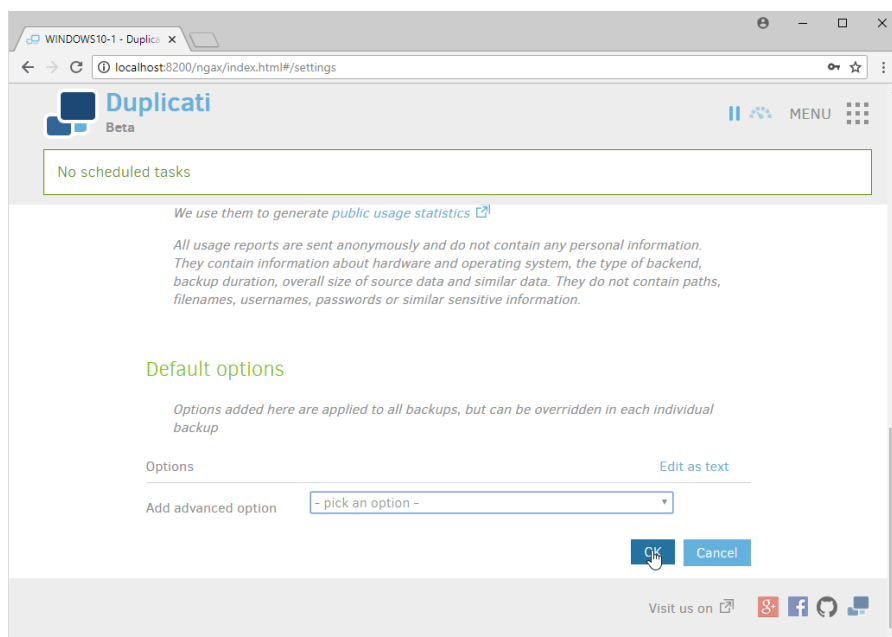 WINDOWS10-1 - Duplica
localhost:8200/ngax/index.html#/settings
Duplicati
Beta
MENU
No scheduled tasks
We use them to generate public usage statistics
All usage reports are sent anonymously and do not contain any personal information.
They contain information about hardware and operating system, the type of backend,
backup duration, overall size of source data and similar data. They do not contain paths,
filenames, usernames, passwords or similar sensitive information.
Default options
Options added here are applied to all backups, but can be overridden in each individual
backup
Options
Edit as text
Add advanced option
- pick an option -
OK
Cancel
Visit us on
g+
f